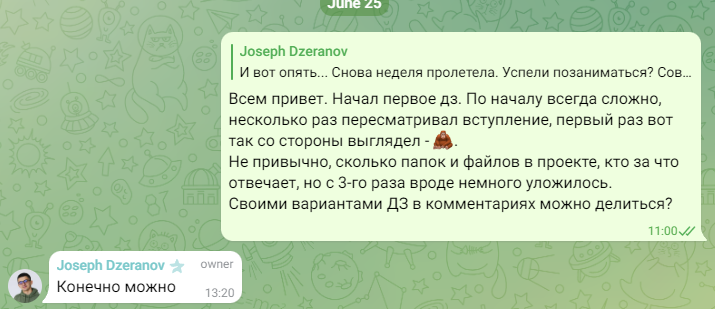 June 25
Joseph Dzeranov
И вот опять... Снова неделя пролетела. Успели позаниматься? Сов...
Всем привет. Начал первое дз. По началу всегда сложно,
несколько раз пересматривал вступление, первый раз вот
так со стороны выглядел - 🦧.
Не привычно, сколько папок и файлов в проекте, кто за что
отвечает, но с 3-го раза вроде немного уложилось.
Своими вариантами ДЗ в комментариях можно делиться?
11:00
Joseph Dzeranov owner
Конечно можно
13:20